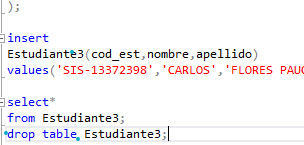 );
insert
Estudiante3(cod_est,nombre,apellido)
values('SIS-13372398','CARLOS','FLORES
select*
from Estudiante3;
drop table Estudiante3;